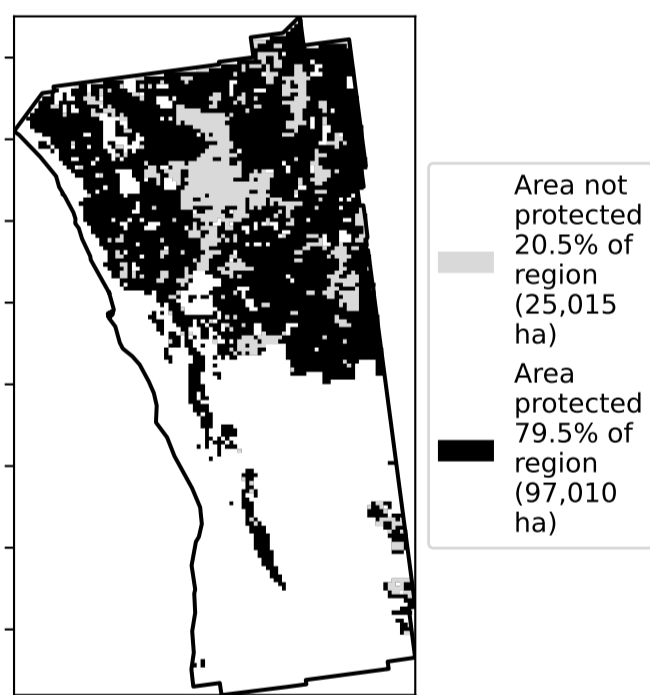 Area not
protected
20.5% of
region
(25,015
ha)
Area
protected
79.5% of
region
(97,010
ha)